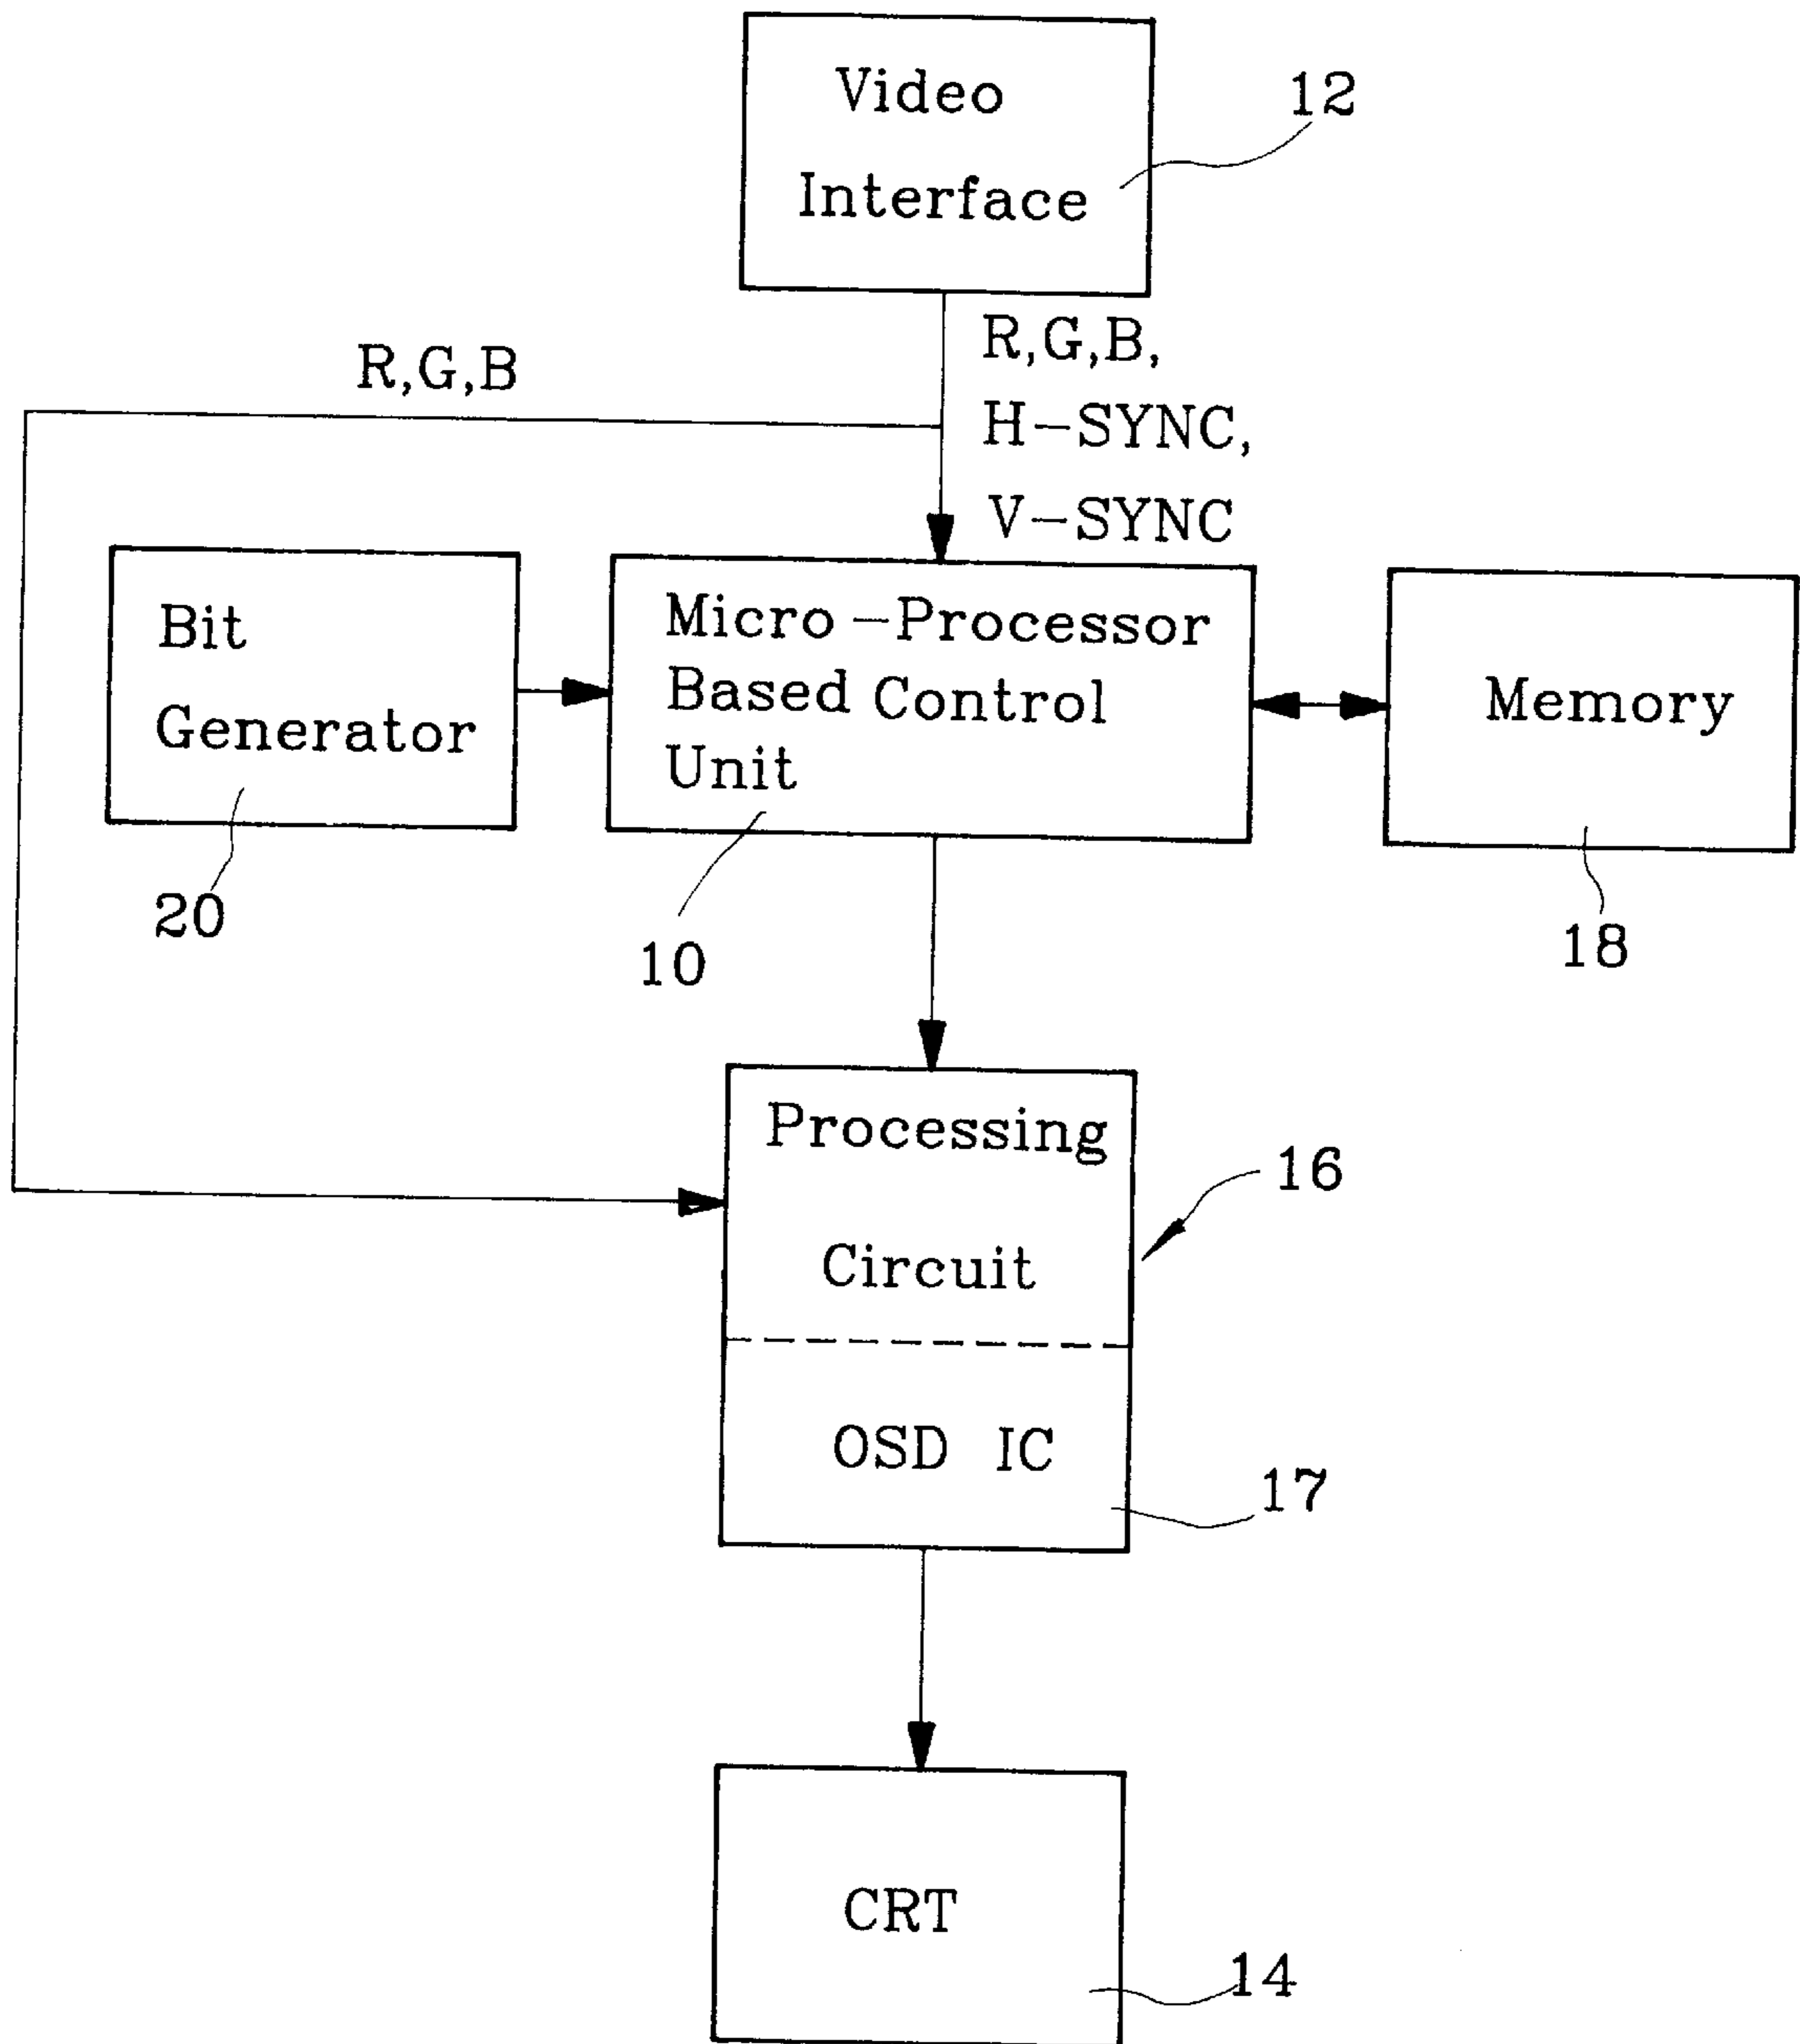 Video
Interface
12
R,G,B
R,G,B,
H-SYNC,
V-SYNC
Bit
Generator
20
Micro-Processor
Based Control
Unit
10
Memory
18
Processing
Circuit
16
OSD IC
17
CRT
14